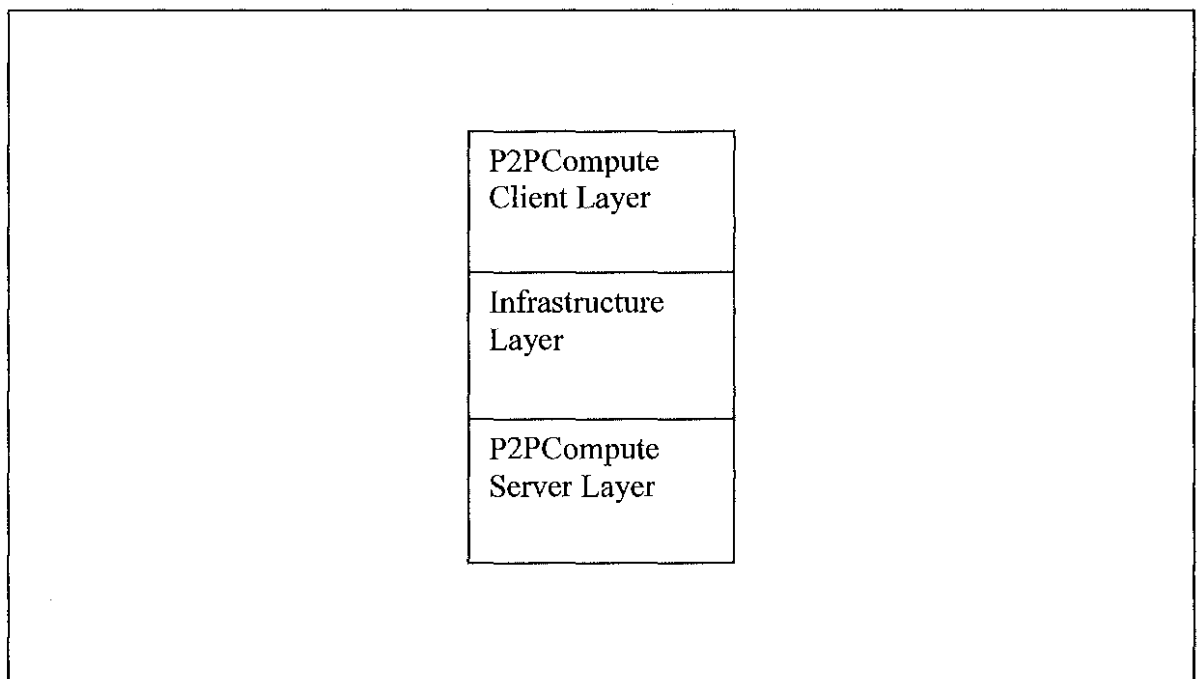 P2PCompute
Client Layer
Infrastructure
Layer
P2PCompute
Server Layer